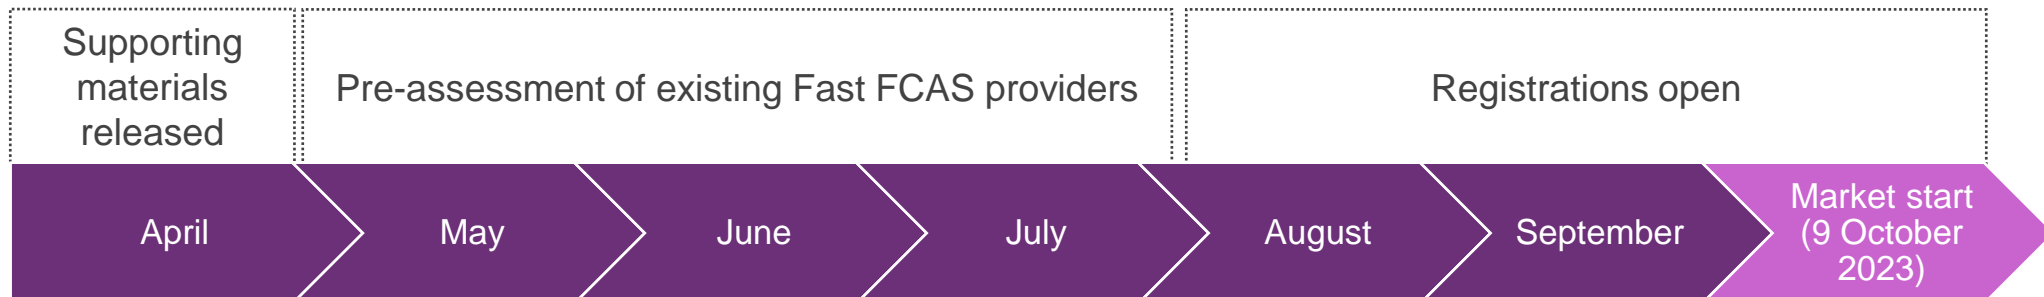 Supporting
materials
released
Pre-assessment of existing Fast FCAS providers
Registrations open
April
May
June
July
August
September
Market start
(9 October
2023)